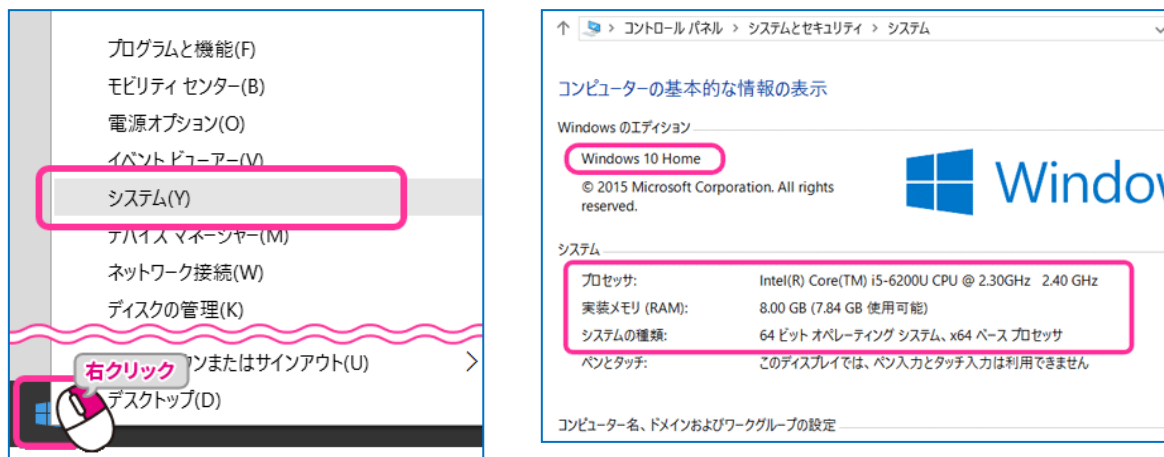 プログラムと機能(F)
モビリティ センター(B)
電源オプション(O)
イベント ビューアー(V)
システム(Y)
デバイス マネージャー(M)
ネットワーク接続(W)
ディスクの管理(K)
ンまたはサインアウト(U)
右クリック
デスクトップ(D)
コントロール パネル > システムとセキュリティ > システム
コンピューターの基本的な情報の表示
Windows のエディション
Windows 10 Home
© 2015 Microsoft Corporation. All rights
reserved.
Window
システム
プロセッサ: Intel(R) Core(TM) i5-6200U CPU @ 2.30GHz 2.40 GHz
実装メモリ (RAM): 8.00 GB (7.84 GB 使用可能)
システムの種類: 64 ビット オペレーティング システム、x64 ベース プロセッサ
ペンとタッチ: このディスプレイでは、ペン入力とタッチ入力は利用できません
コンピューター名、ドメインおよびワークグループの設定